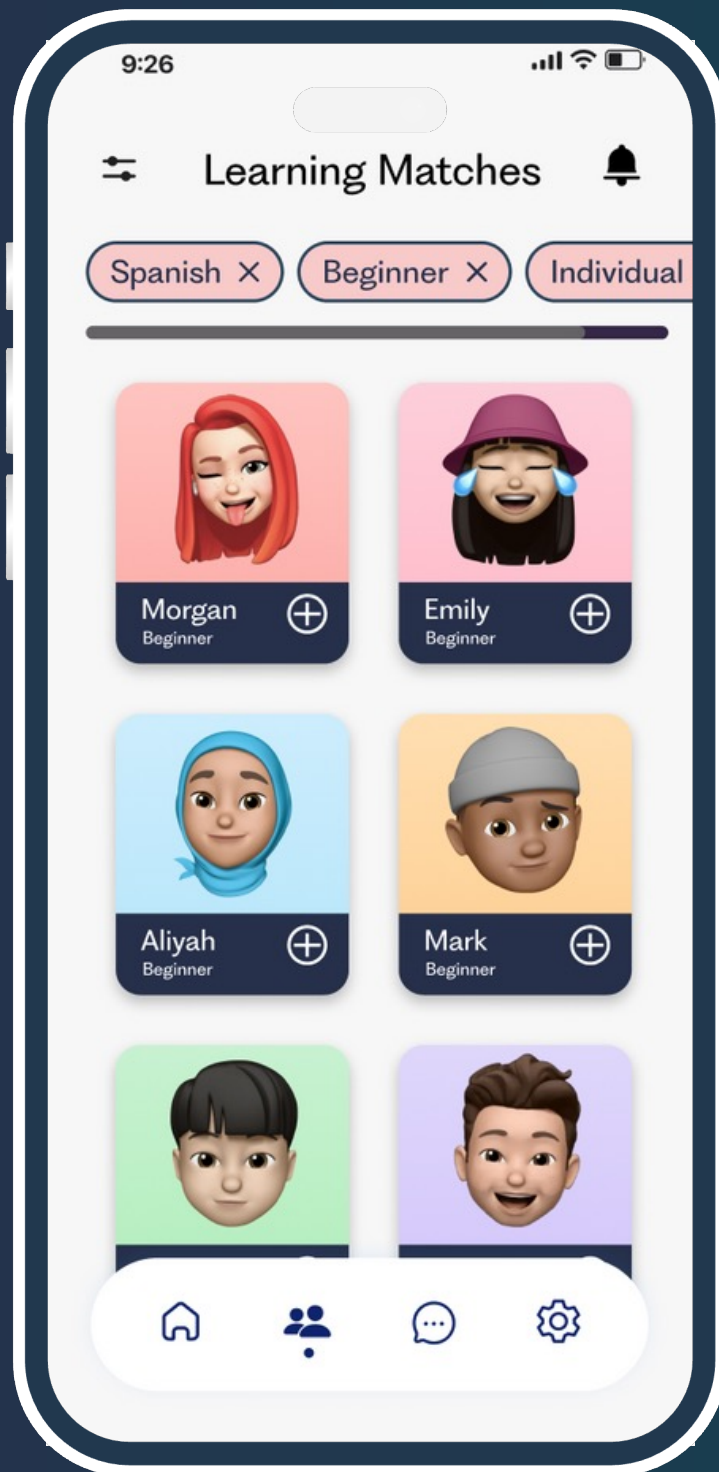 9:26
Learning Matches
Spanish Beginner Individual
Morgan Emily
Beginner Beginner
Aliyah Mark
Beginner Beginner